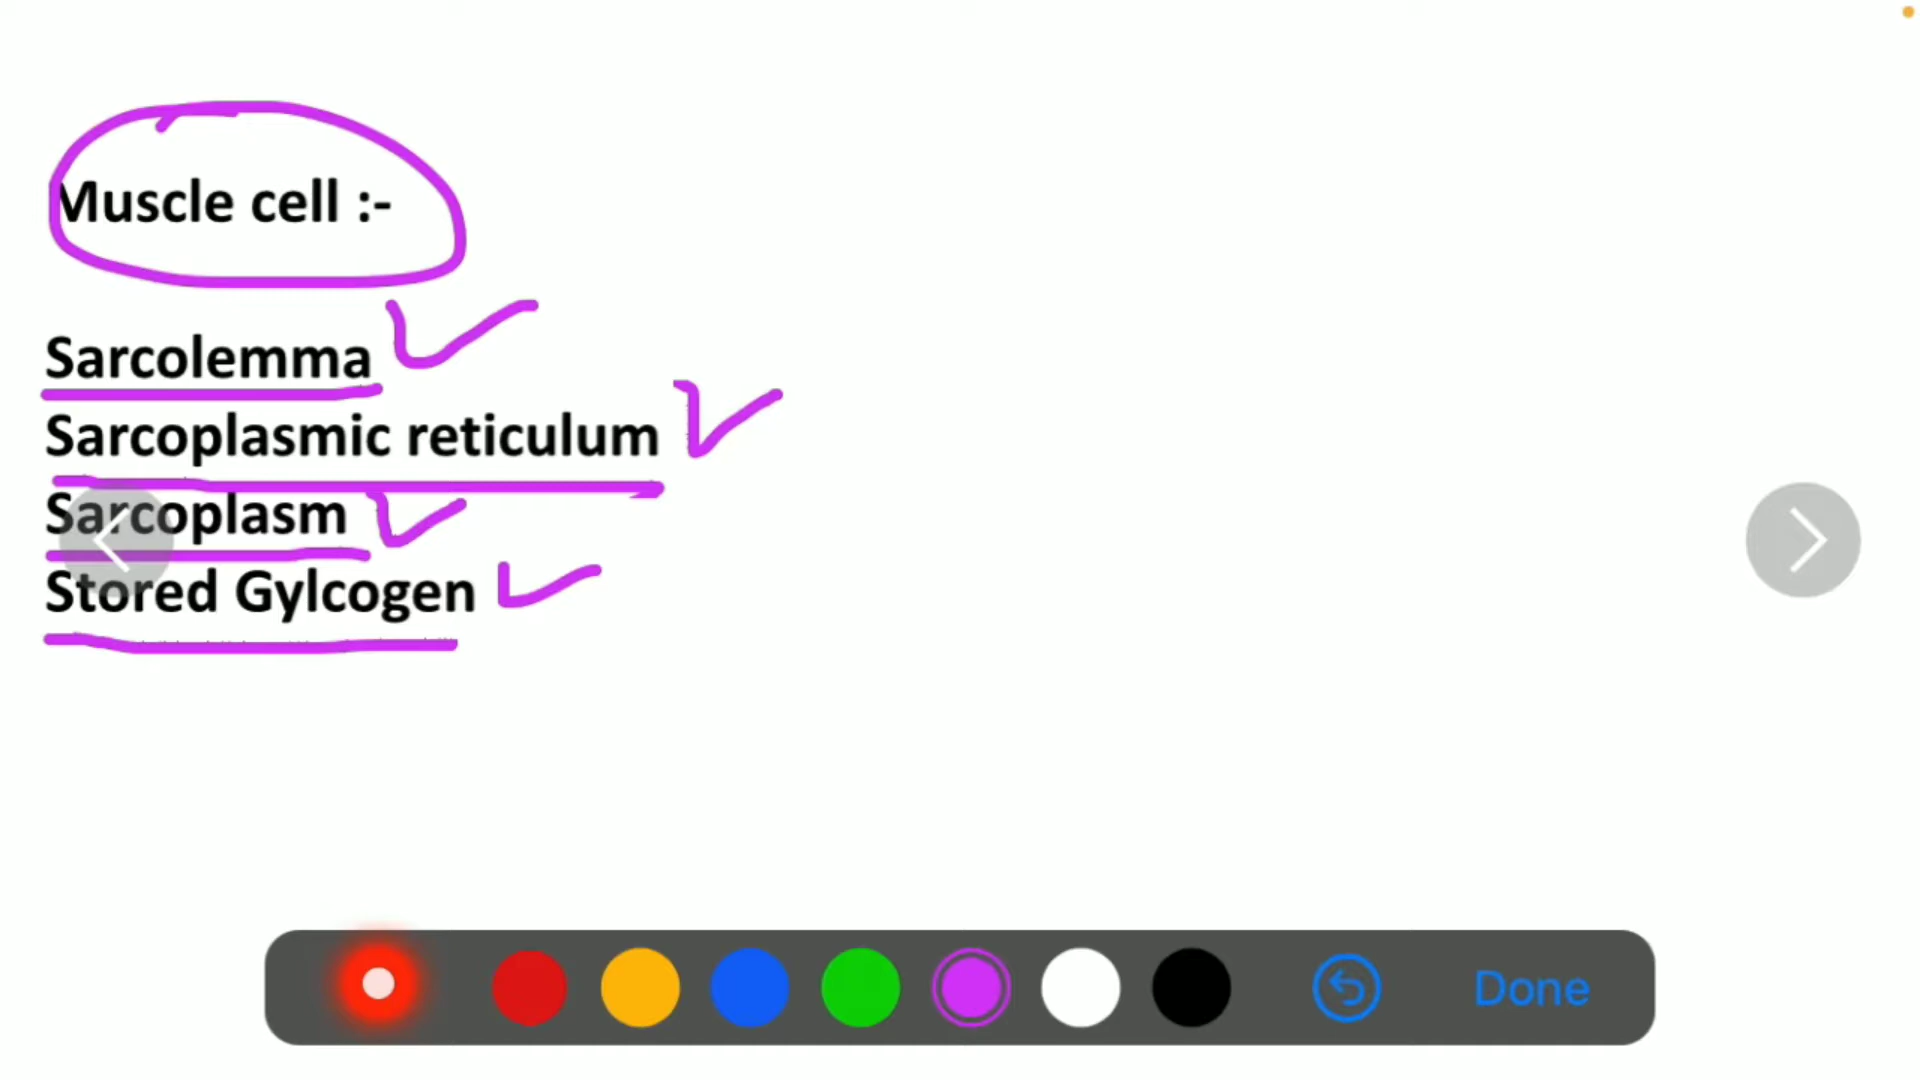 Muscle cell :-
Sarcolemma
Sarcoplasmic reticulum
Sarcoplasm
Stored Gylcogen
Done